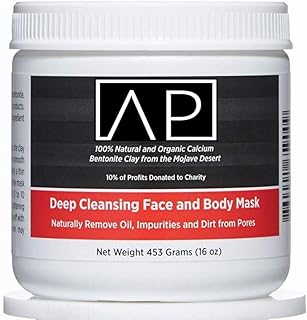 AP
100% Natural and Organic Calcium
Bentonite Clay from the Mojave Desert
10% of Profits Donated to Charity
Deep Cleansing Face and Body Mask
Naturally Remove Oil, Impurities and Dirt from Pores
Net Weight 453 Grams (16 oz)